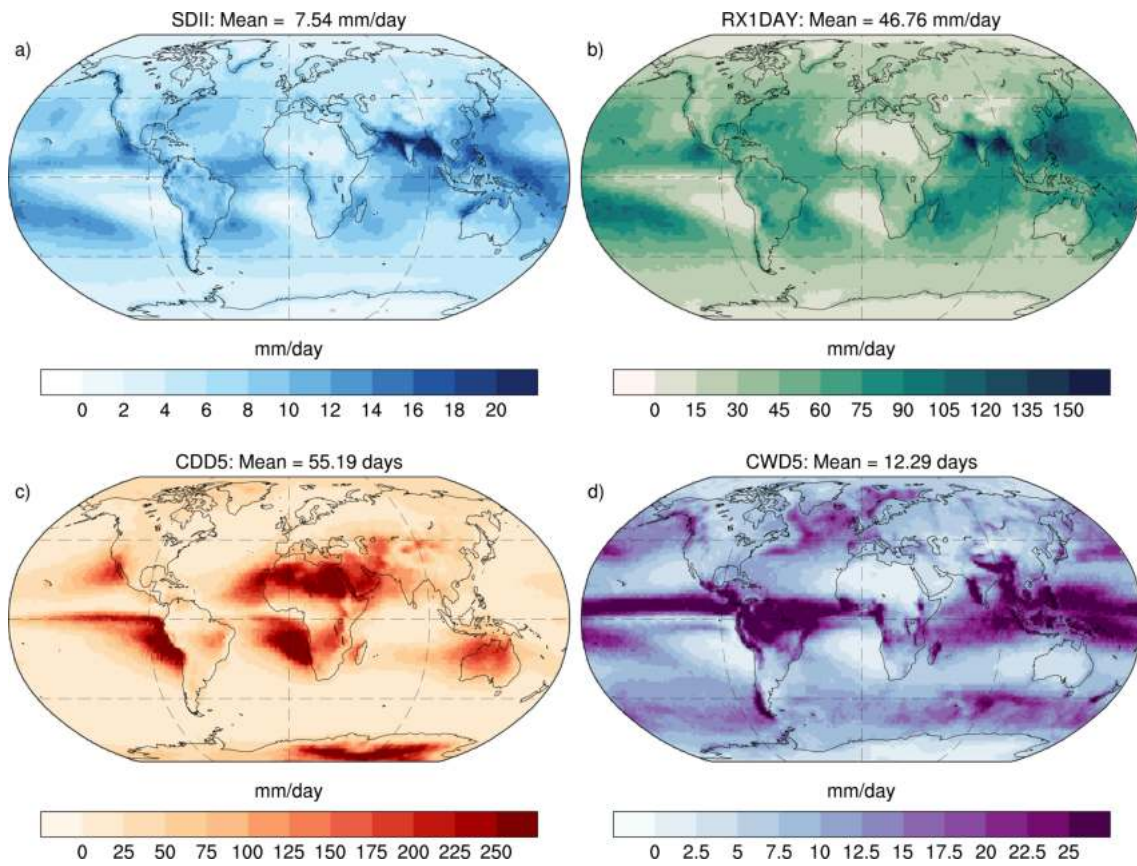 SDII: Mean = 7.54 mm/day
RX1DAY: Mean = 46.76 mm/day
a)
b)
mm/day
mm/day
0 2 4 6 8 10 12 14 16 18 20
0 15 30 45 60 75 90 105 120 135 150
CDD5: Mean = 55.19 days
CWD5: Mean = 12.29 days
c)
d)
mm/day
mm/day
0 25 50 75 100 125 150 175 200 225 250
0 2.5 5 7.5 10 12.5 15 17.5 20 22.5 25